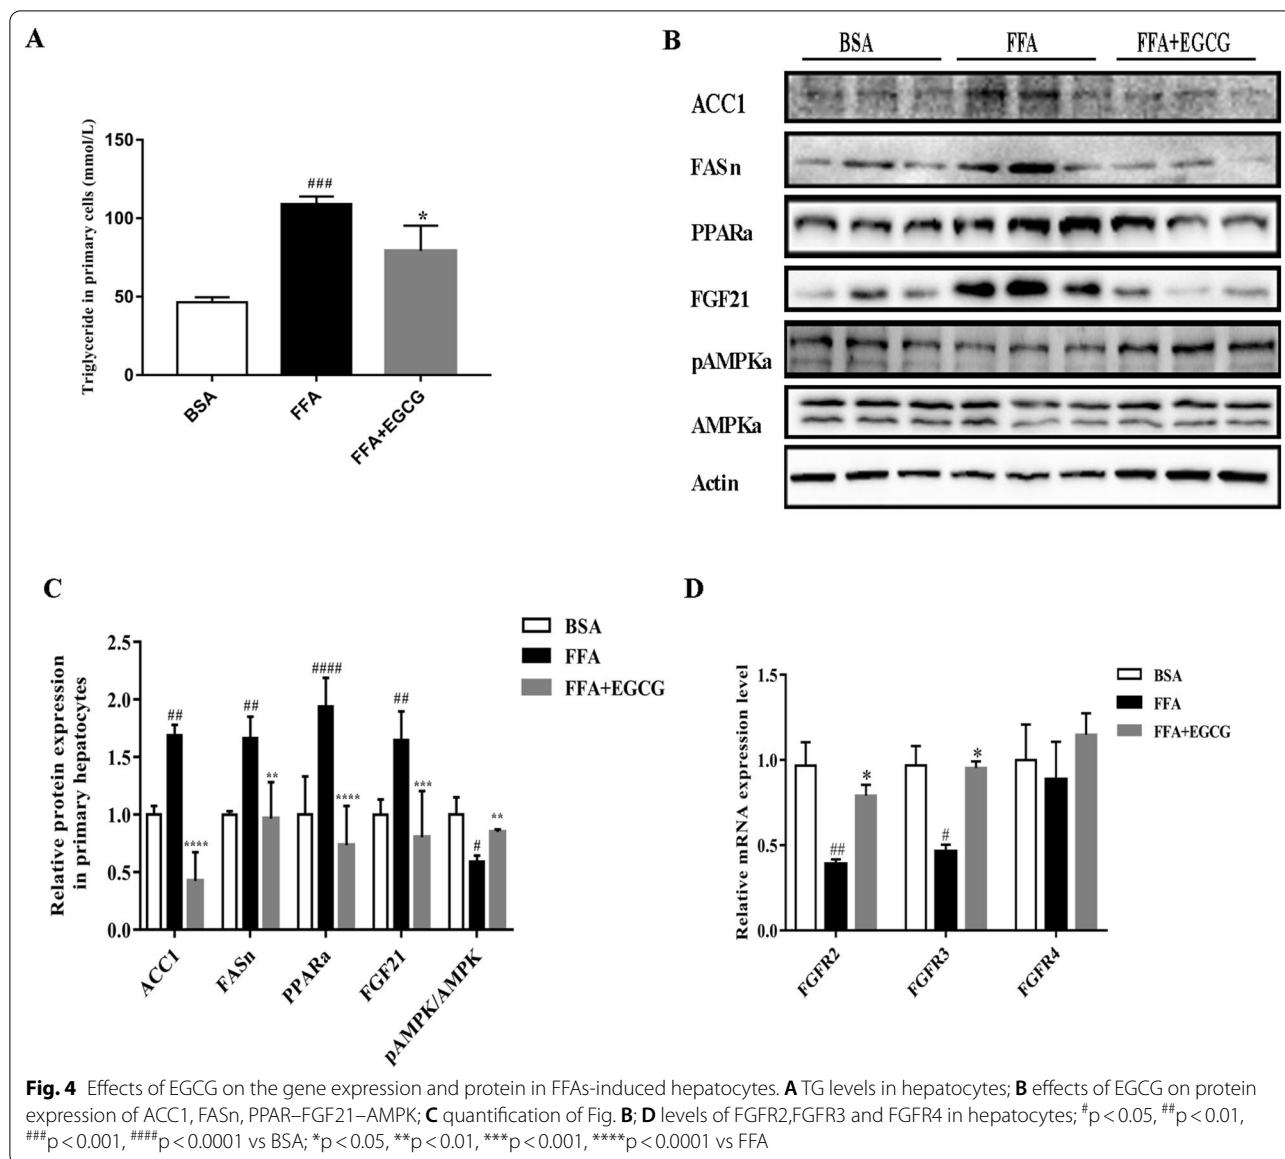 A
Triglyceride in primary cells (mmol/L)
150
100
50
0
###
*
BSA
FFA
FFA+EGCG
B
BSA FFA FFA+EGCG
ACC1
FASn
PPARa
FGF21
pAMPKa
AMPKa
Actin
C
BSA
FFA
FFA+EGCG
Relative protein expression
in primary hepatocytes
2.5
2.0
1.5
1.0
0.5
0.0
##
****
##
**
####
****
##
***
#
**
ACC1
FASn
PPARa
FGF21
pAMPK/AMPK
D
BSA
FFA
FFA+EGCG
Relative mRNA expression level
1.5
1.0
0.5
0.0
##
*
#
*
FGFR2
FGFR3
FGFR4
Fig. 4 Effects of EGCG on the gene expression and protein in FFAs-induced hepatocytes. A TG levels in hepatocytes; B effects of EGCG on protein
expression of ACC1, FASn, PPAR–FGF21–AMPK; C quantification of Fig. B; D levels of FGFR2,FGFR3 and FGFR4 in hepatocytes; #p < 0.05, ##p < 0.01,
###p < 0.001, ####p < 0.0001 vs BSA; *p < 0.05, **p < 0.01, ***p < 0.001, ****p < 0.0001 vs FFA